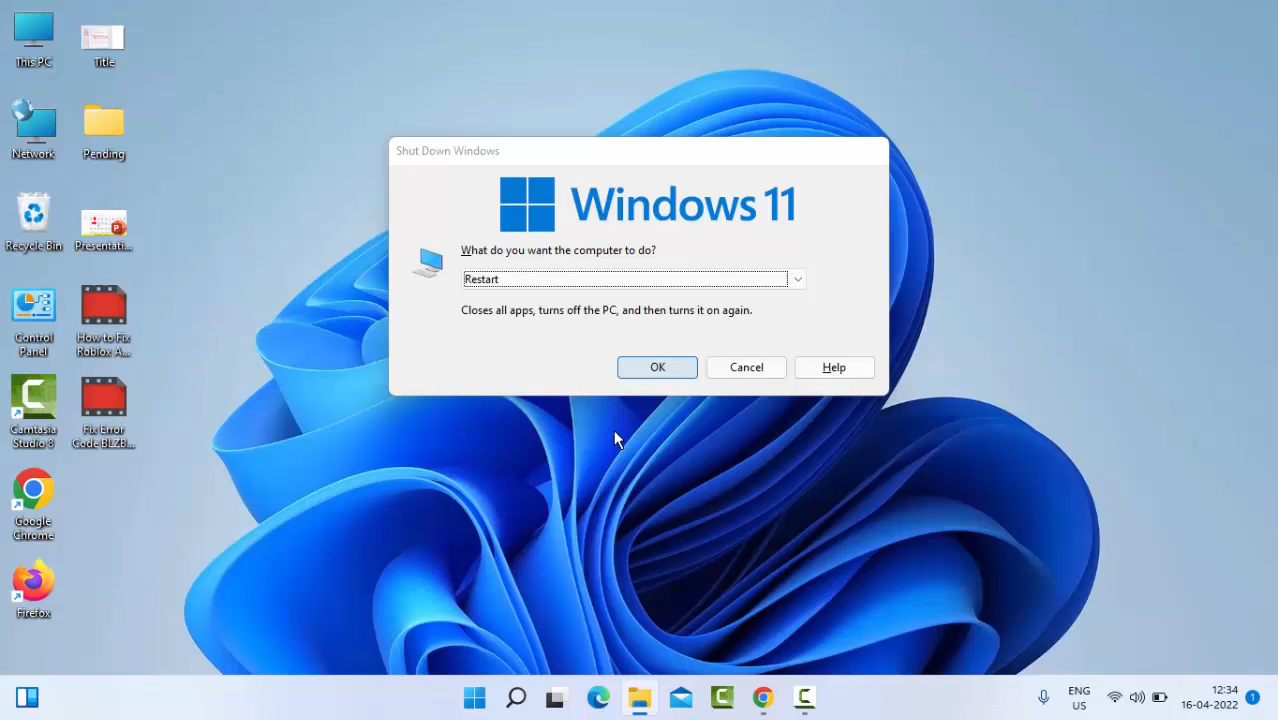 This PC
Title
Network
Pending
Recycle Bin
Presentati...
Control
Panel
How to Fix
Roblox A...
Camtasia
Studio 8
Fix Error
Code BLZB...
Google
Chrome
Firefox
Shut Down Windows
Windows 11
What do you want the computer to do?
Restart
Closes all apps, turns off the PC, and then turns it on again.
OK
Cancel
Help
ENG
US
12:34
16-04-2022
1